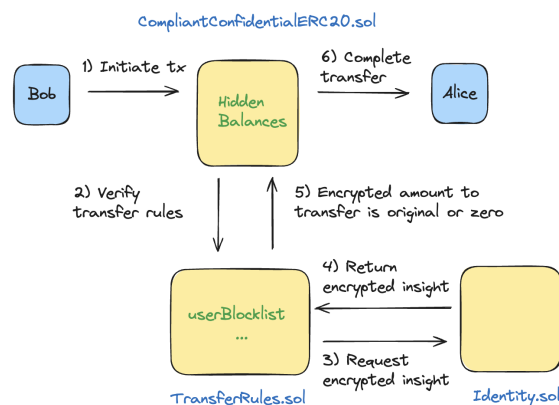 CompliantConfidentialERC20.sol
1) Initiate tx
6) Complete
transfer
Bob
Hidden
Balances
Alice
2) Verify
transfer rules
5) Encrypted amount to
transfer is original or zero
4) Return
encrypted insight
userBlocklist
...
3) Request
encrypted insight
TransferRules.sol
Identity.sol